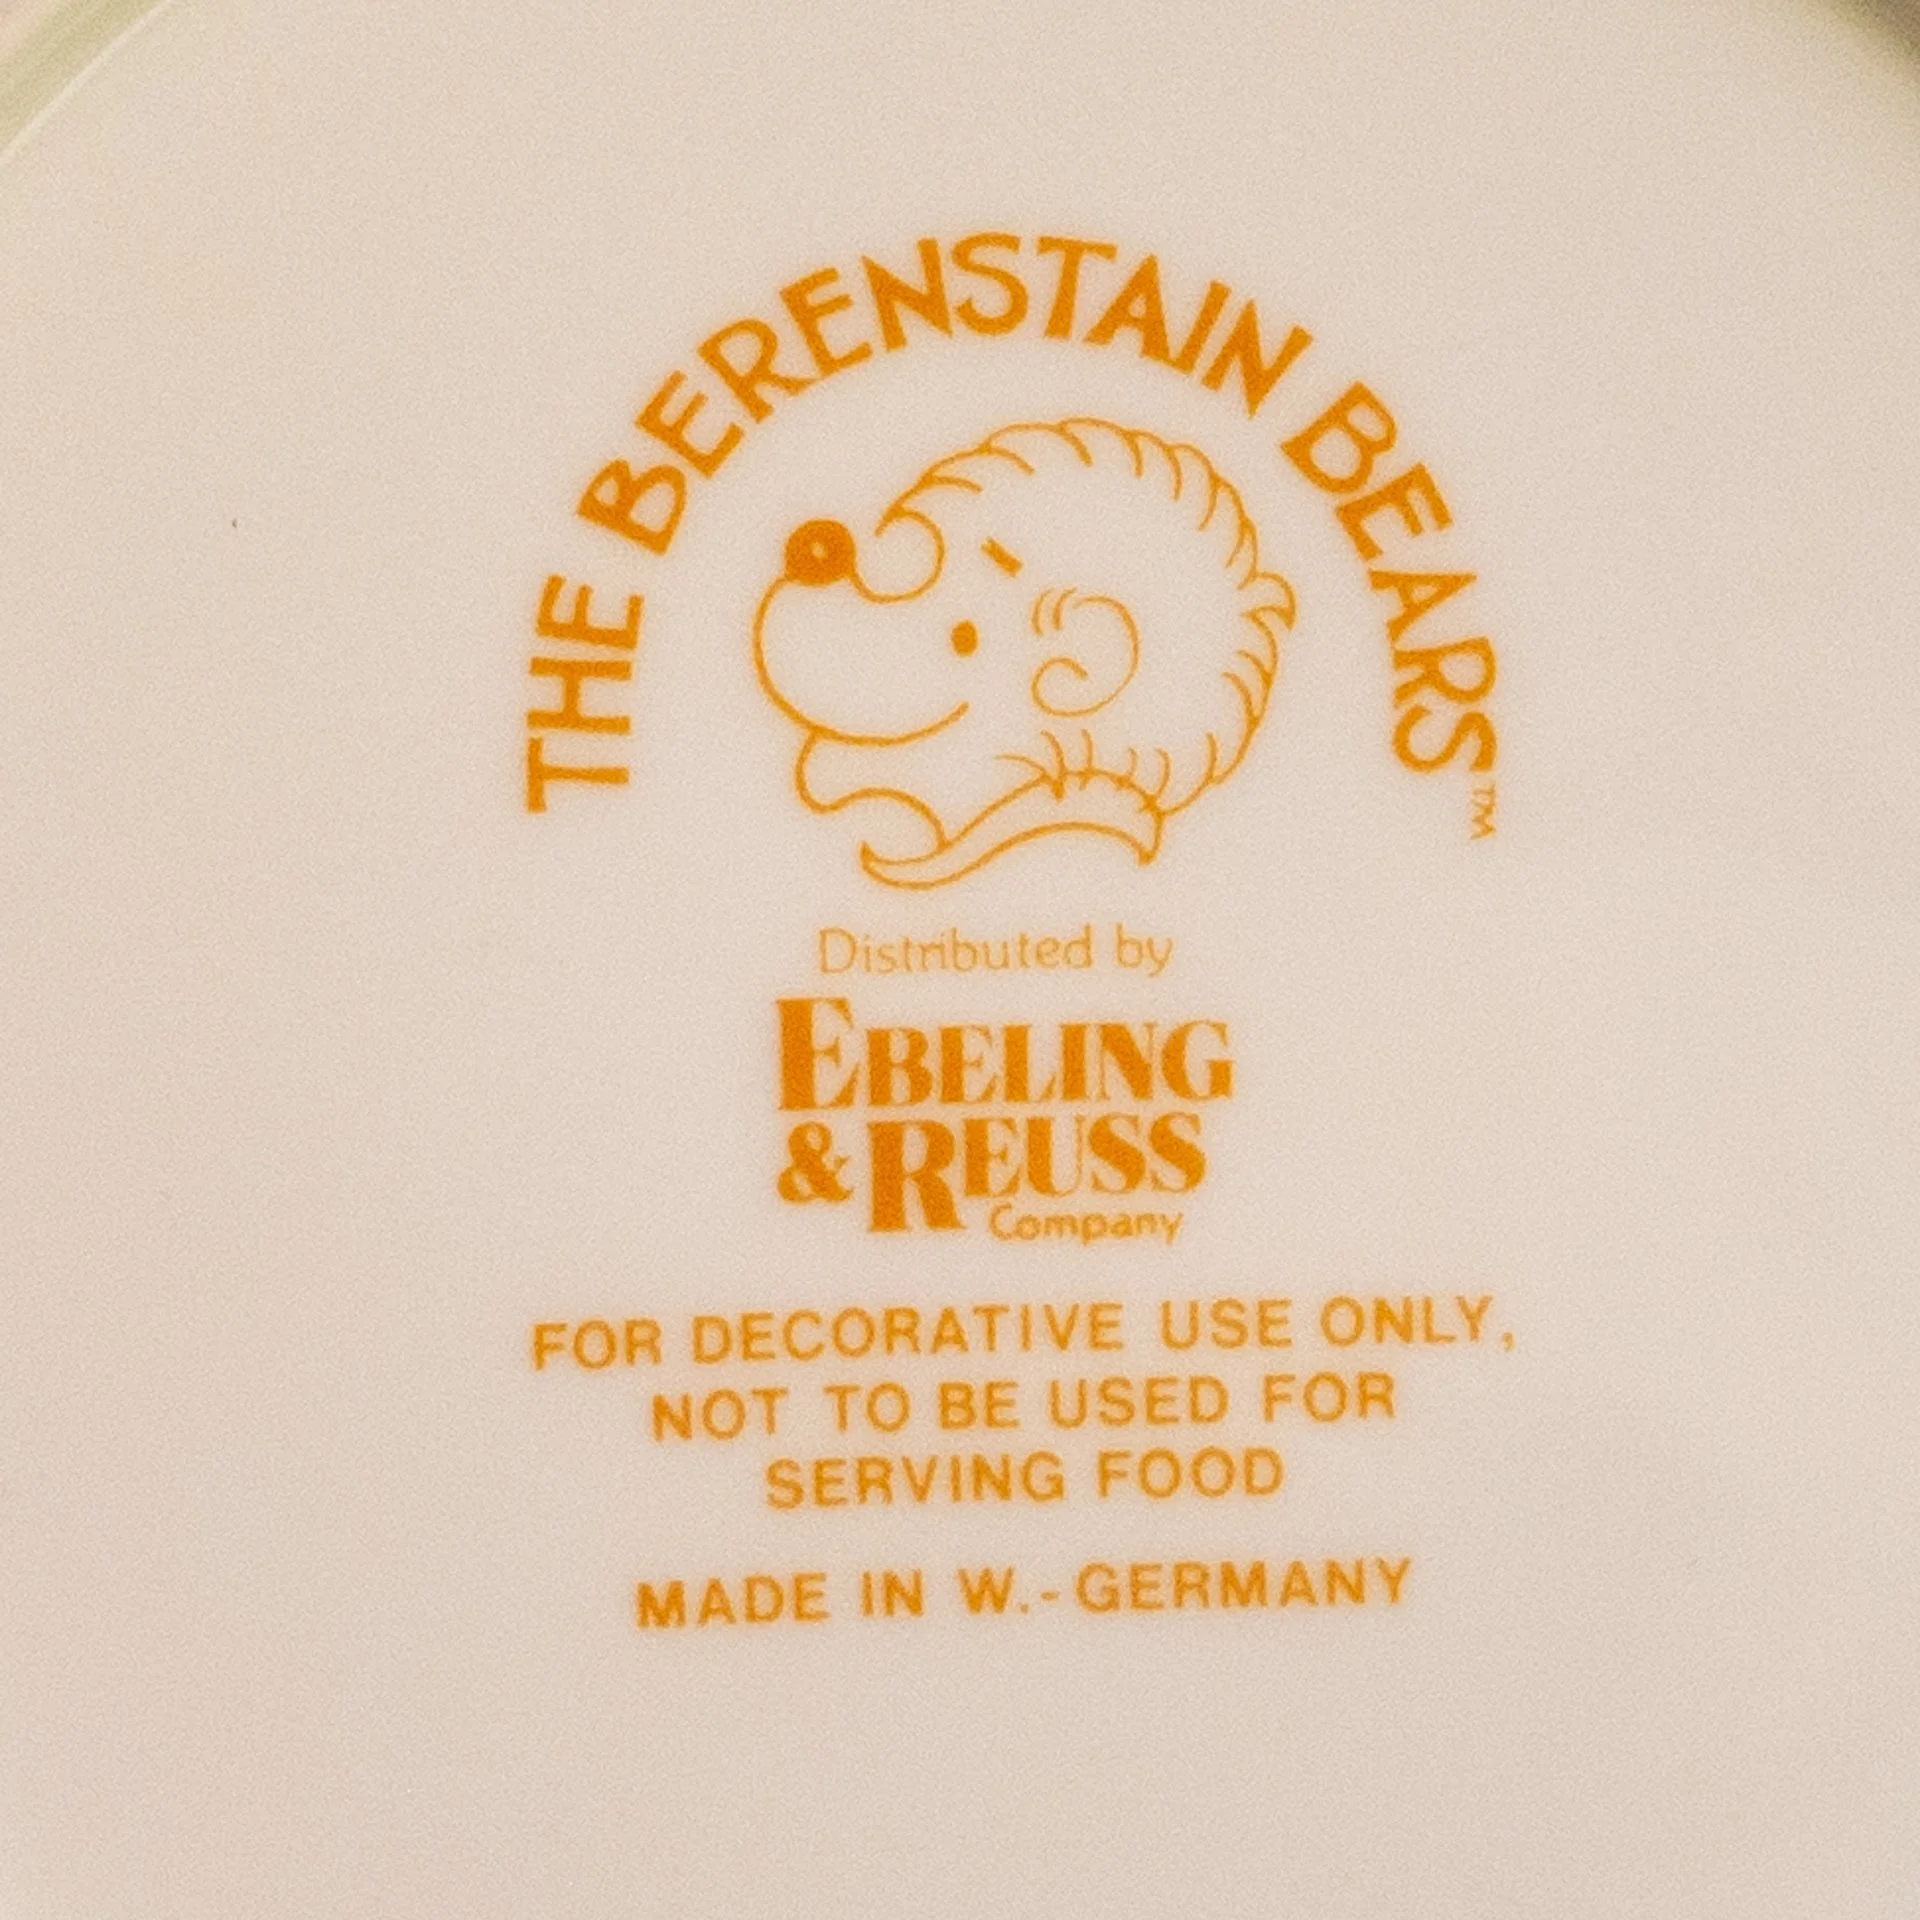 THE BERENSTAIN BEARS™
Distributed by
EBELING
& REUSS
Company
FOR DECORATIVE USE ONLY,
NOT TO BE USED FOR
SERVING FOOD
MADE IN W.-GERMANY